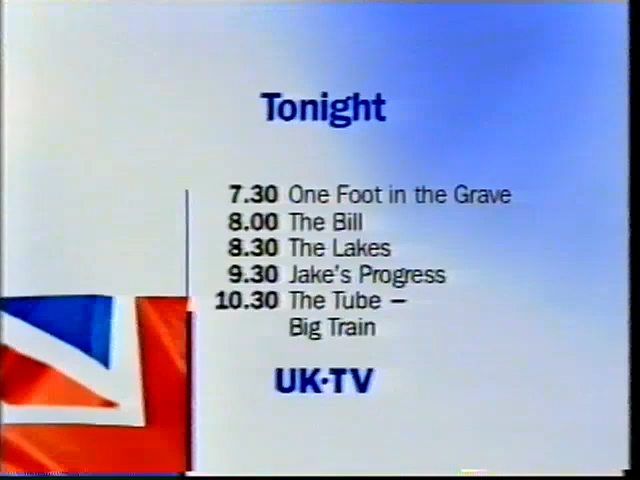 Tonight
7.30 One Foot in the Grave
8.00 The Bill
8.30 The Lakes
9.30 Jake's Progress
10.30 The Tube –
Big Train
UK·TV